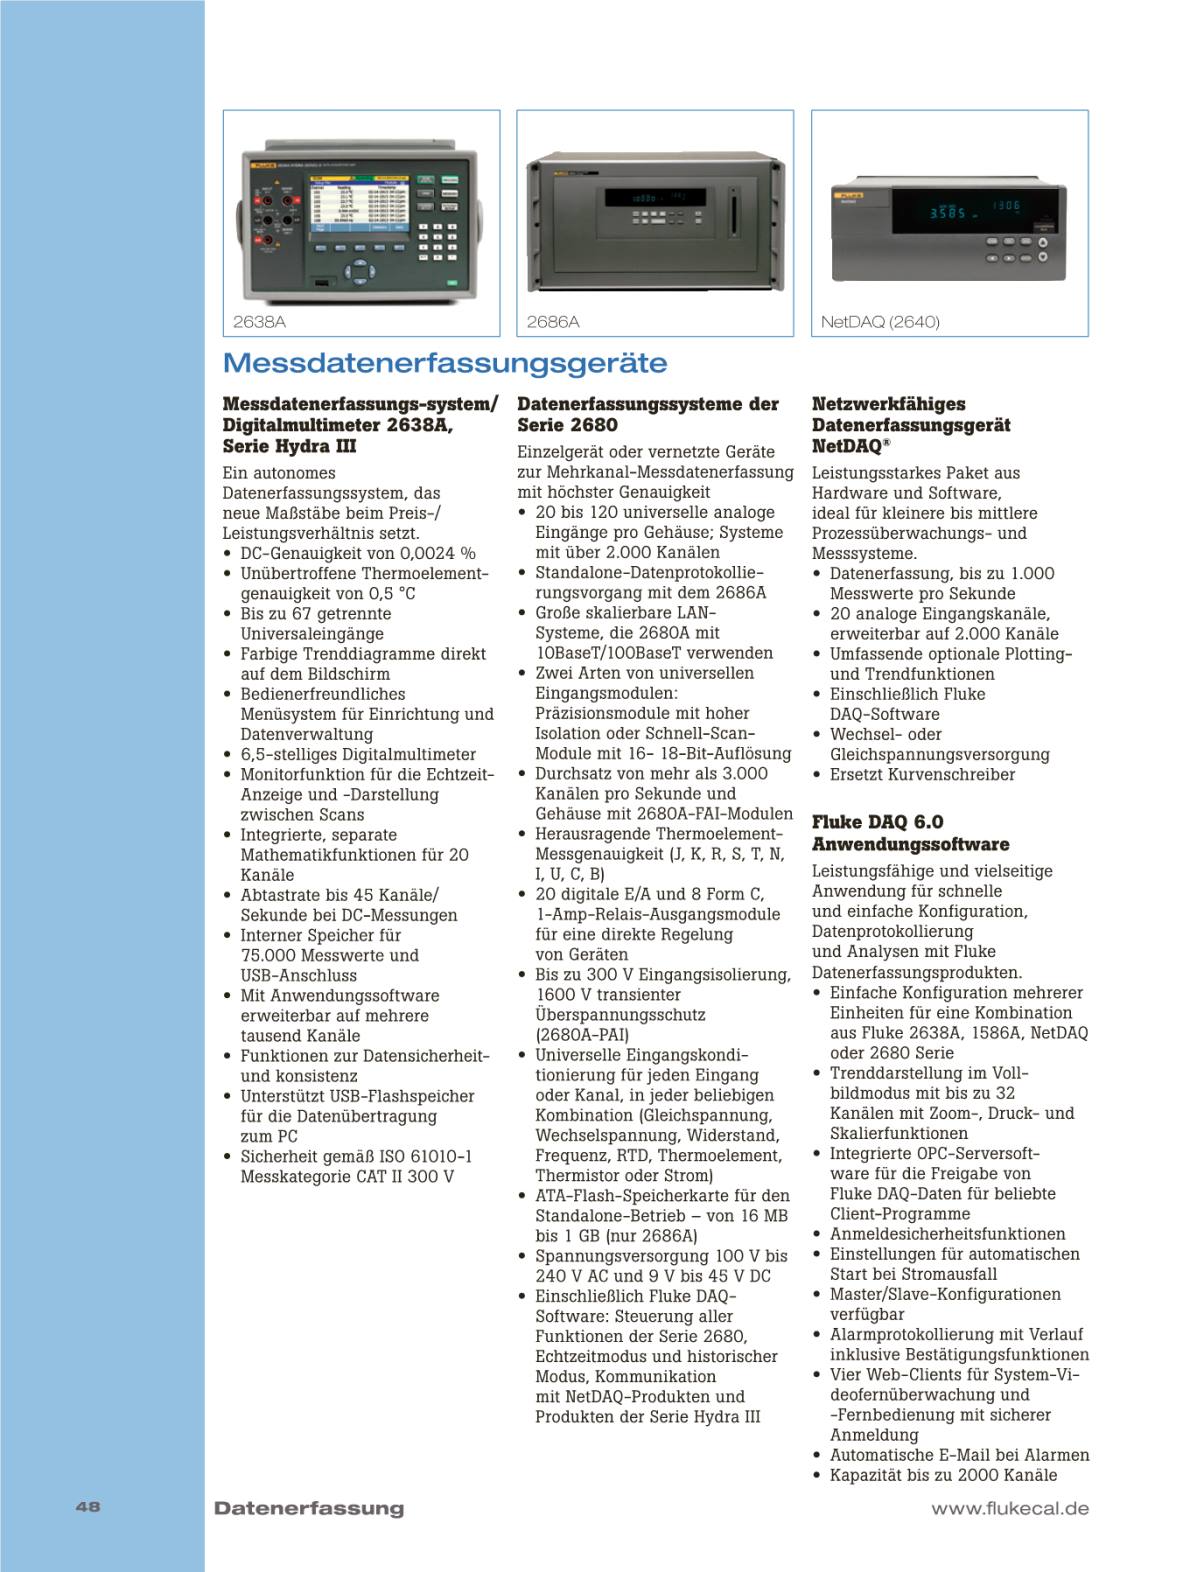 FLUKE
FLUKE
3.585
1306
2638A
2686A
NetDAQ (2640)
Messdatenerfassungsgeräte
Messdatenerfassungs-system/
Digitalmultimeter 2638A,
Serie Hydra III
Ein autonomes
Datenerfassungssystem, das
neue Maßstäbe beim Preis-/
Leistungsverhältnis setzt.
• DC-Genauigkeit von 0,0024 %
• Unübertroffene Thermoelement-
genauigkeit von 0,5 °C
• Bis zu 67 getrennte
Universaleingänge
• Farbige Trenddiagramme direkt
auf dem Bildschirm
• Bedienerfreundliches
Menüsystem für Einrichtung und
Datenverwaltung
• 6,5-stelliges Digitalmultimeter
• Monitorfunktion für die Echtzeit-
Anzeige und -Darstellung
zwischen Scans
• Integrierte, separate
Mathematikfunktionen für 20
Kanäle
• Abtastrate bis 45 Kanäle/
Sekunde bei DC-Messungen
• Interner Speicher für
75.000 Messwerte und
USB-Anschluss
• Mit Anwendungssoftware
erweiterbar auf mehrere
tausend Kanäle
• Funktionen zur Datensicherheit-
und konsistenz
• Unterstützt USB-Flashspeicher
für die Datenübertragung
zum PC
• Sicherheit gemäß ISO 61010-1
Messkategorie CAT II 300 V
Datenerfassungssysteme der
Serie 2680
Einzelgerät oder vernetzte Geräte
zur Mehrkanal-Messdatenerfassung
mit höchster Genauigkeit
• 20 bis 120 universelle analoge
Eingänge pro Gehäuse; Systeme
mit über 2.000 Kanälen
• Standalone-Datenprotokollie-
rungsvorgang mit dem 2686A
• Große skalierbare LAN-
Systeme, die 2680A mit
10BaseT/100BaseT verwenden
• Zwei Arten von universellen
Eingangsmodulen:
Präzisionsmodule mit hoher
Isolation oder Schnell-Scan-
Module mit 16- 18-Bit-Auflösung
• Durchsatz von mehr als 3.000
Kanälen pro Sekunde und
Gehäuse mit 2680A-FAI-Modulen
• Herausragende Thermoelement-
Messgenauigkeit (J, K, R, S, T, N,
I, U, C, B)
• 20 digitale E/A und 8 Form C,
1-Amp-Relais-Ausgangsmodule
für eine direkte Regelung
von Geräten
• Bis zu 300 V Eingangsisolierung,
1600 V transienter
Überspannungsschutz
(2680A-PAI)
• Universelle Eingangskondi-
tionierung für jeden Eingang
oder Kanal, in jeder beliebigen
Kombination (Gleichspannung,
Wechselspannung, Widerstand,
Frequenz, RTD, Thermoelement,
Thermistor oder Strom)
• ATA-Flash-Speicherkarte für den
Standalone-Betrieb – von 16 MB
bis 1 GB (nur 2686A)
• Spannungsversorgung 100 V bis
240 V AC und 9 V bis 45 V DC
• Einschließlich Fluke DAQ-
Software: Steuerung aller
Funktionen der Serie 2680,
Echtzeitmodus und historischer
Modus, Kommunikation
mit NetDAQ-Produkten und
Produkten der Serie Hydra III
Netzwerkfähiges
Datenerfassungsgerät
NetDAQ®
Leistungsstarkes Paket aus
Hardware und Software,
ideal für kleinere bis mittlere
Prozessüberwachungs- und
Messsysteme.
• Datenerfassung, bis zu 1.000
Messwerte pro Sekunde
• 20 analoge Eingangskanäle,
erweiterbar auf 2.000 Kanäle
• Umfassende optionale Plotting-
und Trendfunktionen
• Einschließlich Fluke
DAQ-Software
• Wechsel- oder
Gleichspannungsversorgung
• Ersetzt Kurvenschreiber
Fluke DAQ 6.0
Anwendungssoftware
Leistungsfähige und vielseitige
Anwendung für schnelle
und einfache Konfiguration,
Datenprotokollierung
und Analysen mit Fluke
Datenerfassungsprodukten.
• Einfache Konfiguration mehrerer
Einheiten für eine Kombination
aus Fluke 2638A, 1586A, NetDAQ
oder 2680 Serie
• Trenddarstellung im Voll-
bildmodus mit bis zu 32
Kanälen mit Zoom-, Druck- und
Skalierfunktionen
• Integrierte OPC-Serversoft-
ware für die Freigabe von
Fluke DAQ-Daten für beliebte
Client-Programme
• Anmeldesicherheitsfunktionen
• Einstellungen für automatischen
Start bei Stromausfall
• Master/Slave-Konfigurationen
verfügbar
• Alarmprotokollierung mit Verlauf
inklusive Bestätigungsfunktionen
• Vier Web-Clients für System-Vi-
deofernüberwachung und
-Fernbedienung mit sicherer
Anmeldung
• Automatische E-Mail bei Alarmen
• Kapazität bis zu 2000 Kanäle
48
Datenerfassung
www.flukecal.de